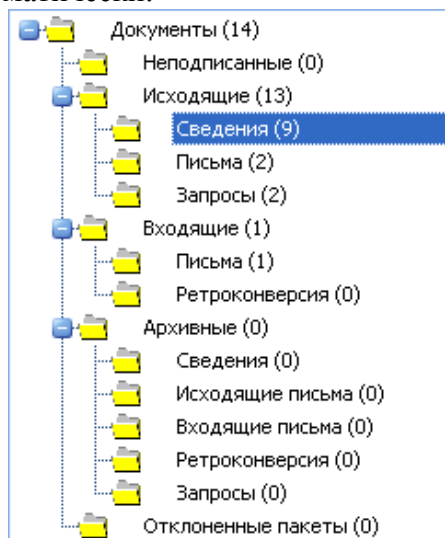 Документы (14)
Неподписанные (0)
Исходящие (13)
Сведения (9)
Письма (2)
Запросы (2)
Входящие (1)
Письма (1)
Ретроконверсия (0)
Архивные (0)
Сведения (0)
Исходящие письма (0)
Входящие письма (0)
Ретроконверсия (0)
Запросы (0)
Отклоненные пакеты (0)